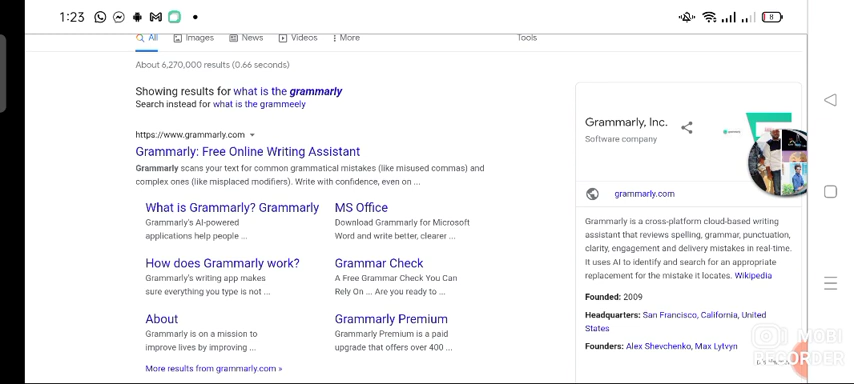 1:23
8
All Images News Videos More Tools
About 6,270,000 results (0.66 seconds)
Showing results for what is the grammarly
Search instead for what is the grammeely
https://www.grammarly.com
Grammarly: Free Online Writing Assistant
Grammarly scans your text for common grammatical mistakes (like misused commas) and
complex ones (like misplaced modifiers). Write with confidence, even on ...
What is Grammarly? Grammarly
Grammarly's AI-powered
applications help people ...
MS Office
Download Grammarly for Microsoft
Word and write better, clearer ...
How does Grammarly work?
Grammarly's writing app makes
sure everything you type is not ...
Grammar Check
A Free Grammar Check You Can
Rely On ... Are you ready to ...
About
Grammarly is on a mission to
improve lives by improving ...
Grammarly Premium
Grammarly Premium is a paid
upgrade that offers over 400 ...
More results from grammarly.com »
Grammarly, Inc.
Software company
grammarly.com
Grammarly is a cross-platform cloud-based writing
assistant that reviews spelling, grammar, punctuation,
clarity, engagement and delivery mistakes in real-time.
It uses AI to identify and search for an appropriate
replacement for the mistake it locates. Wikipedia
Founded: 2009
Headquarters: San Francisco, California, United
States
Founders: Alex Shevchenko, Max Lytvyn
MOBI
RECORDER